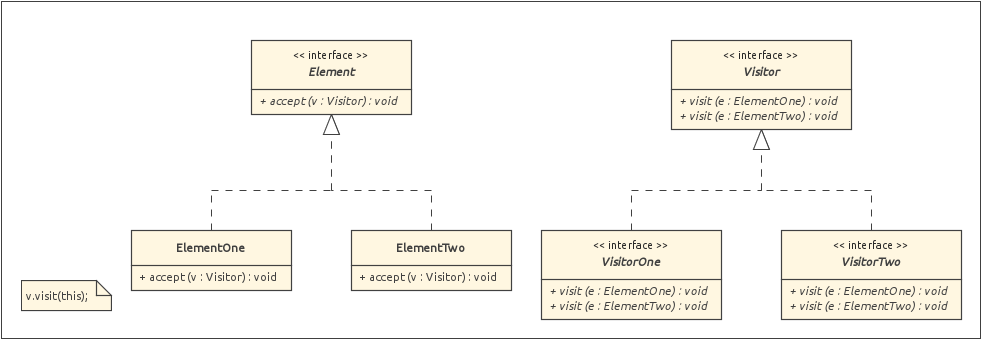 << interface >>
Element
+ accept (v : Visitor) : void
<< interface >>
Visitor
+ visit (e : ElementOne) : void
+ visit (e : ElementTwo) : void
ElementOne
+ accept (v : Visitor) : void
ElementTwo
+ accept (v : Visitor) : void
<< interface >>
VisitorOne
+ visit (e : ElementOne) : void
+ visit (e : ElementTwo) : void
<< interface >>
VisitorTwo
+ visit (e : ElementOne) : void
+ visit (e : ElementTwo) : void
v.visit(this);